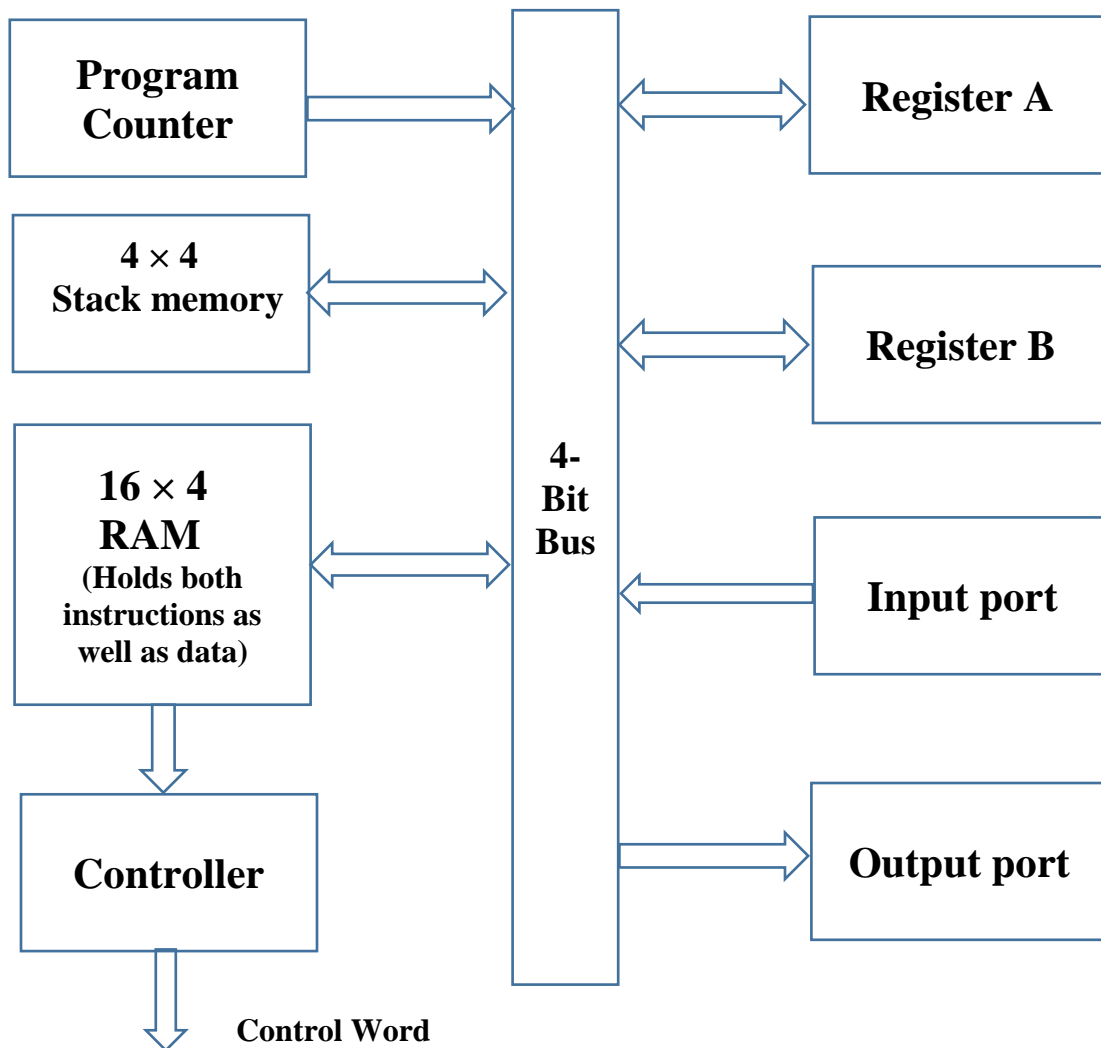 Program
Counter
4 × 4
Stack memory
16 × 4
RAM
(Holds both
instructions as
well as data)
Controller
Control Word
4-
Bit
Bus
Register A
Register B
Input port
Output port